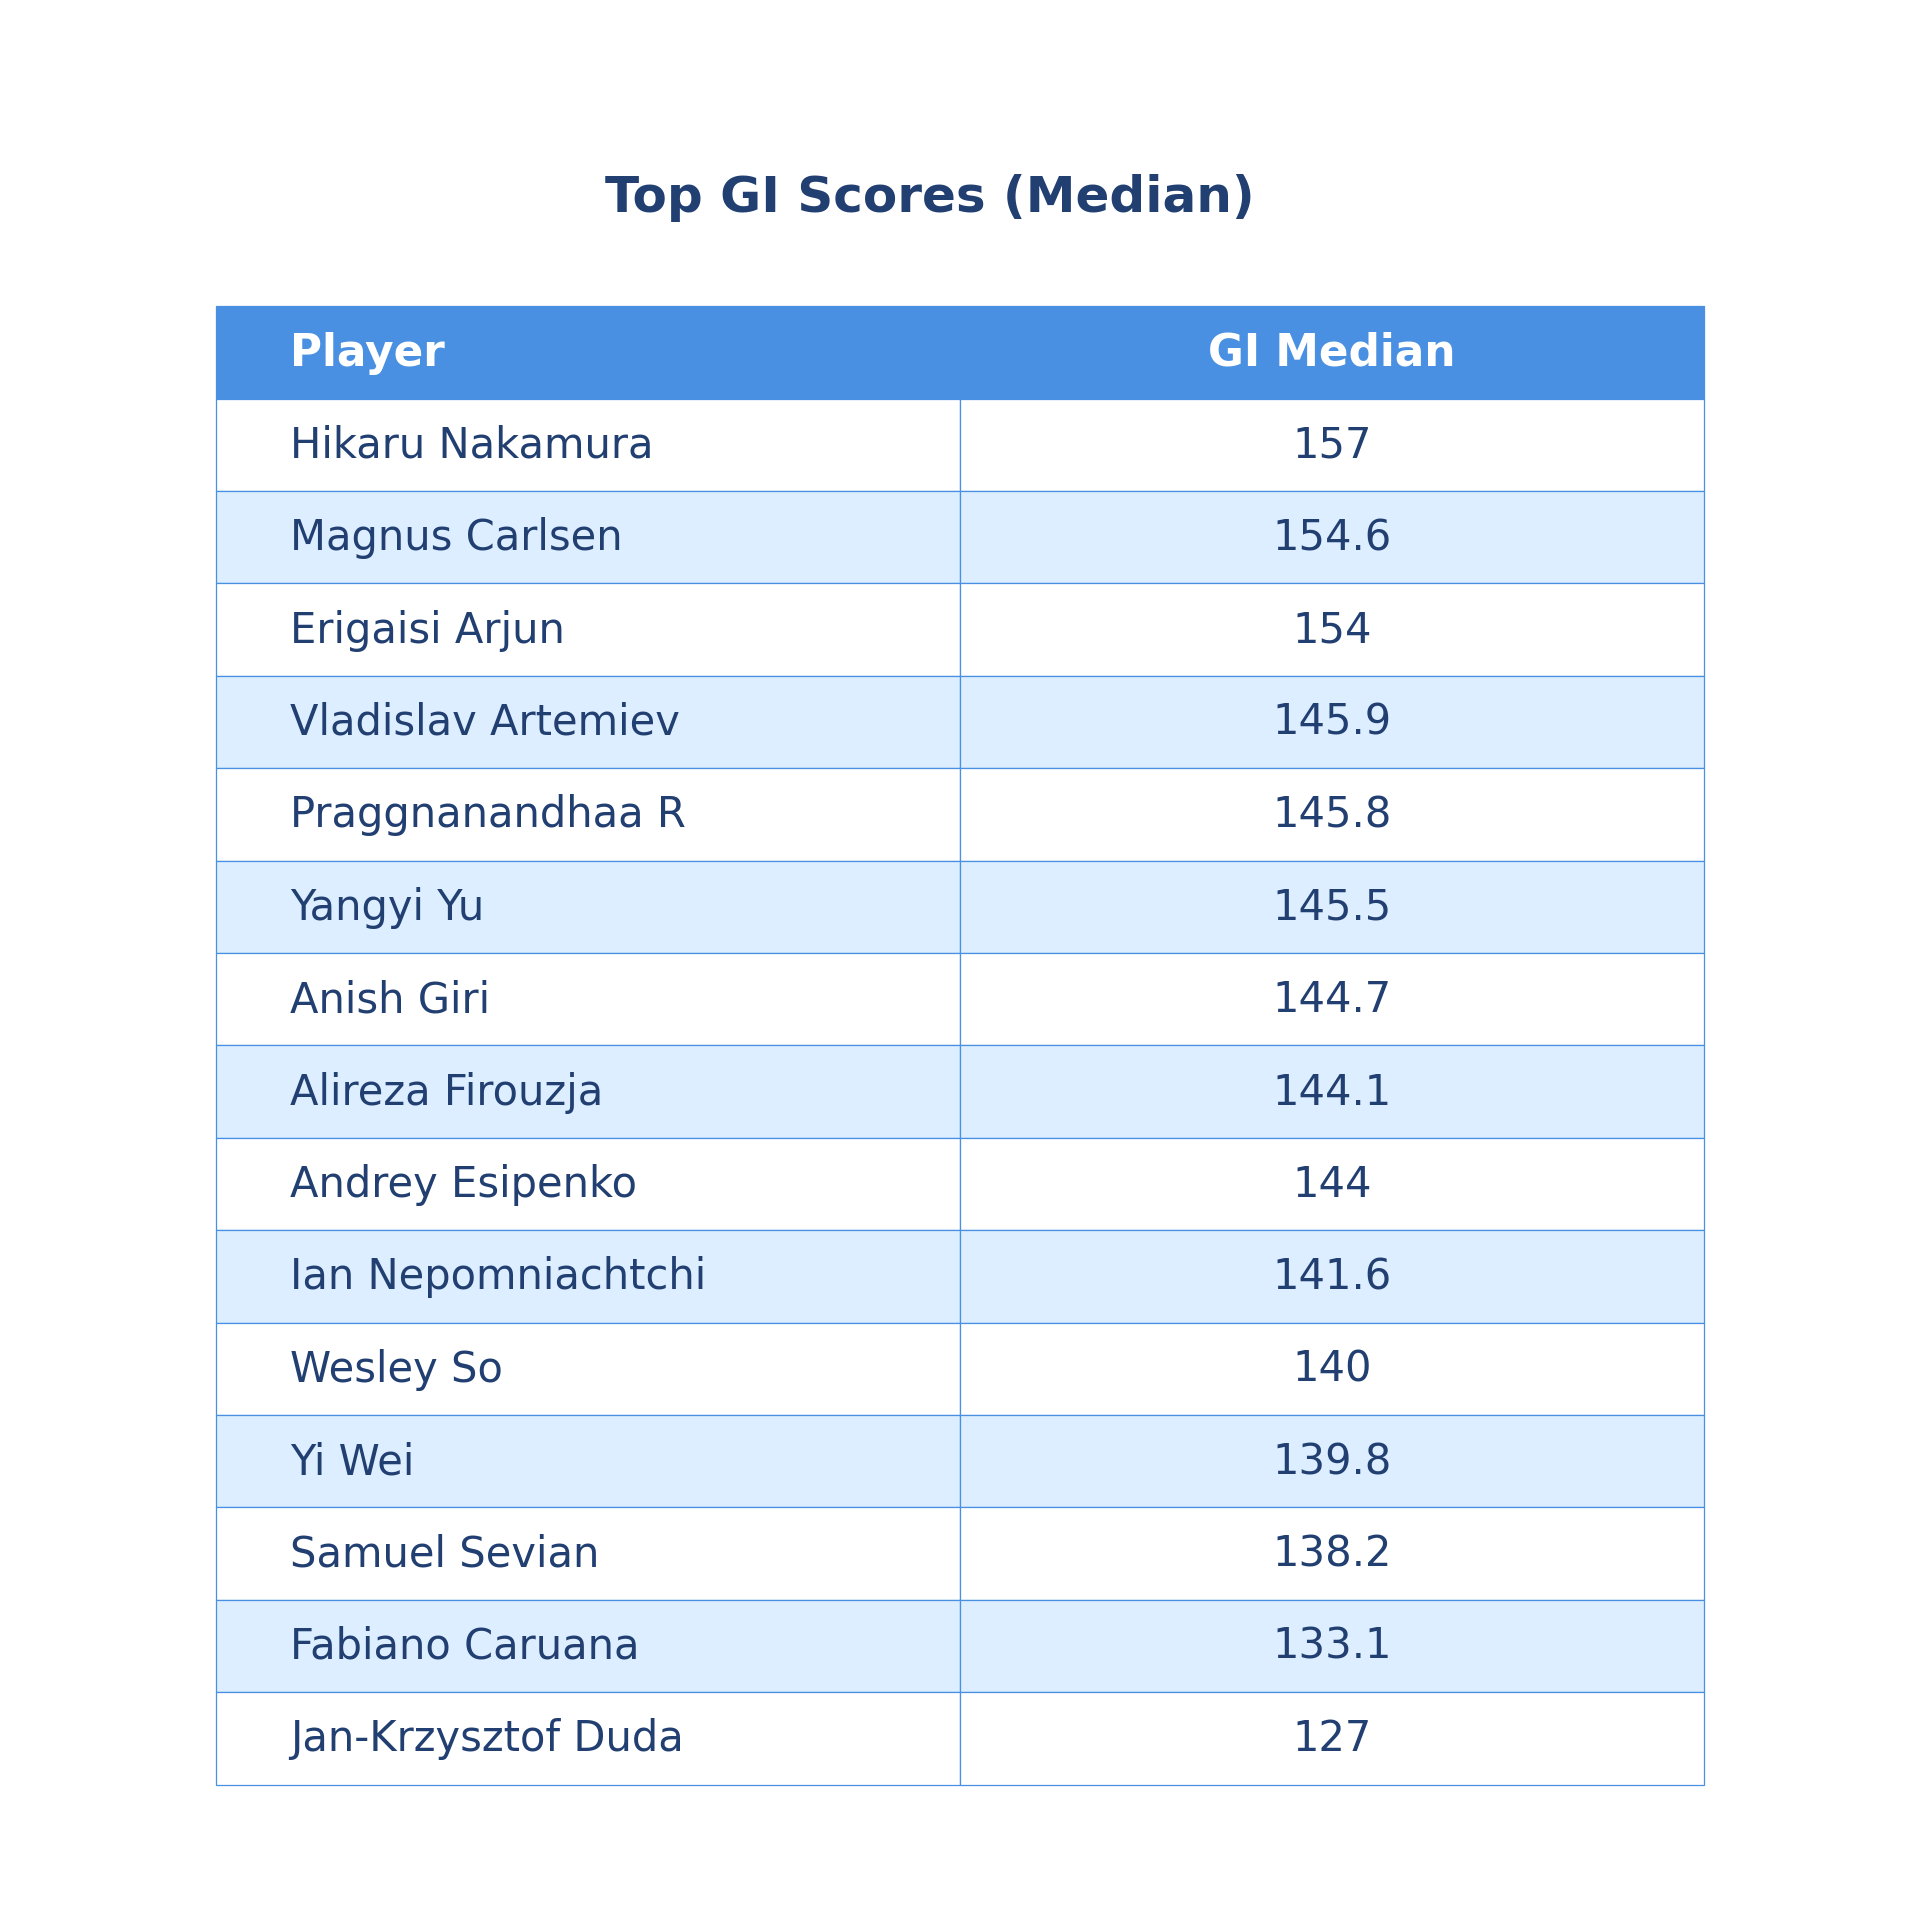 Top GI Scores (Median)
Player GI Median
Hikaru Nakamura 157
Magnus Carlsen 154.6
Erigaisi Arjun 154
Vladislav Artemiev 145.9
Praggnanandhaa R 145.8
Yangyi Yu 145.5
Anish Giri 144.7
Alireza Firouzja 144.1
Andrey Esipenko 144
Ian Nepomniachtchi 141.6
Wesley So 140
Yi Wei 139.8
Samuel Sevian 138.2
Fabiano Caruana 133.1
Jan-Krzysztof Duda 127